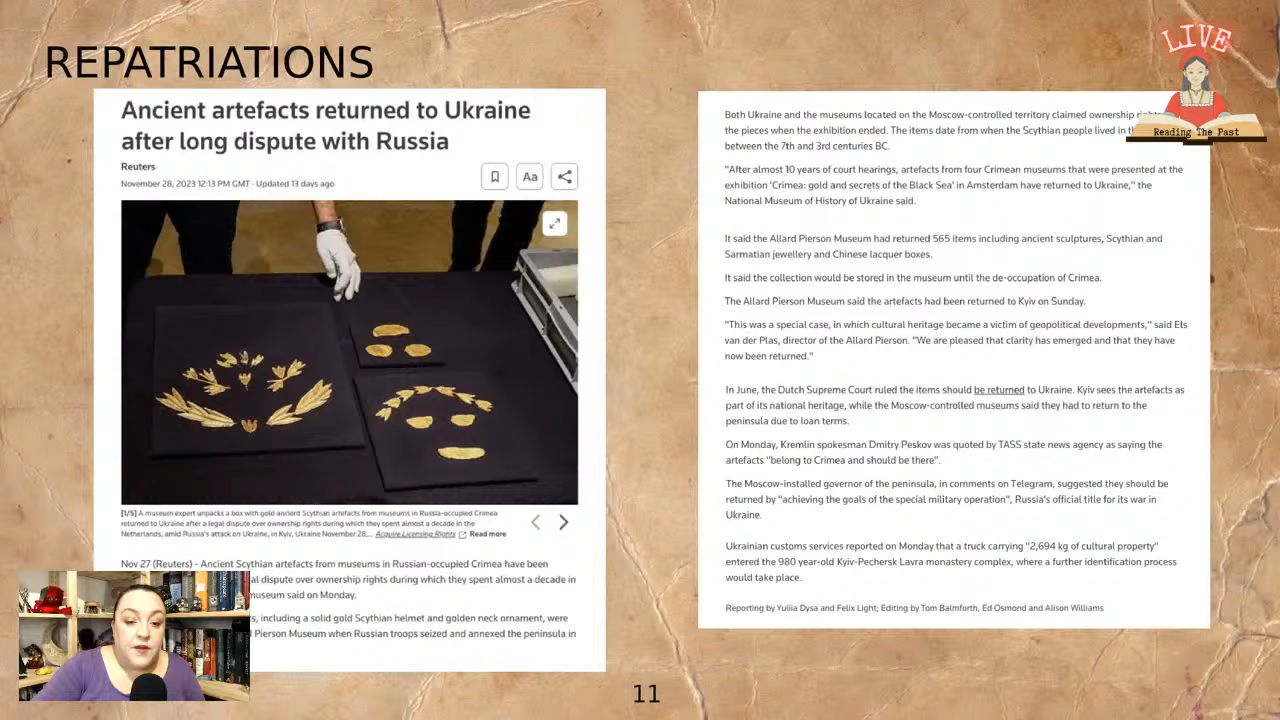 REPATRIATIONS
LIVE
Reading The Past
Ancient artefacts returned to Ukraine
after long dispute with Russia
Reuters
November 28, 2023 12:13 PM GMT · Updated 13 days ago
Aa
[1/5] A museum expert unpacks a box with gold ancient Scythian artefacts from museums in Russia-occupied Crimea
returned to Ukraine after a legal dispute over ownership rights during which they spent almost a decade in the
Netherlands, amid Russia's attack on Ukraine, in Kyiv, Ukraine November 28,... Acquire Licensing Rights Read more
Nov 27 (Reuters) - Ancient Scythian artefacts from museums in Russian-occupied Crimea have been
al dispute over ownership rights during which they spent almost a decade in
museum said on Monday.
s, including a solid gold Scythian helmet and golden neck ornament, were
Pierson Museum when Russian troops seized and annexed the peninsula in
Both Ukraine and the museums located on the Moscow-controlled territory claimed ownership
the pieces when the exhibition ended. The items date from when the Scythian people lived in
between the 7th and 3rd centuries BC.
"After almost 10 years of court hearings, artefacts from four Crimean museums that were presented at the
exhibition 'Crimea: gold and secrets of the Black Sea' in Amsterdam have returned to Ukraine," the
National Museum of History of Ukraine said.
It said the Allard Pierson Museum had returned 565 items including ancient sculptures, Scythian and
Sarmatian jewellery and Chinese lacquer boxes.
It said the collection would be stored in the museum until the de-occupation of Crimea.
The Allard Pierson Museum said the artefacts had been returned to Kyiv on Sunday.
"This was a special case, in which cultural heritage became a victim of geopolitical developments," said Els
van der Plas, director of the Allard Pierson. "We are pleased that clarity has emerged and that they have
now been returned."
In June, the Dutch Supreme Court ruled the items should be returned to Ukraine. Kyiv sees the artefacts as
part of its national heritage, while the Moscow-controlled museums said they had to return to the
peninsula due to loan terms.
On Monday, Kremlin spokesman Dmitry Peskov was quoted by TASS state news agency as saying the
artefacts "belong to Crimea and should be there".
The Moscow-installed governor of the peninsula, in comments on Telegram, suggested they should be
returned by "achieving the goals of the special military operation", Russia's official title for its war in
Ukraine.
Ukrainian customs services reported on Monday that a truck carrying "2,694 kg of cultural property"
entered the 980 year-old Kyiv-Pechersk Lavra monastery complex, where a further identification process
would take place.
Reporting by Yuliia Dysa and Felix Light; Editing by Tom Balmforth, Ed Osmond and Alison Williams
11